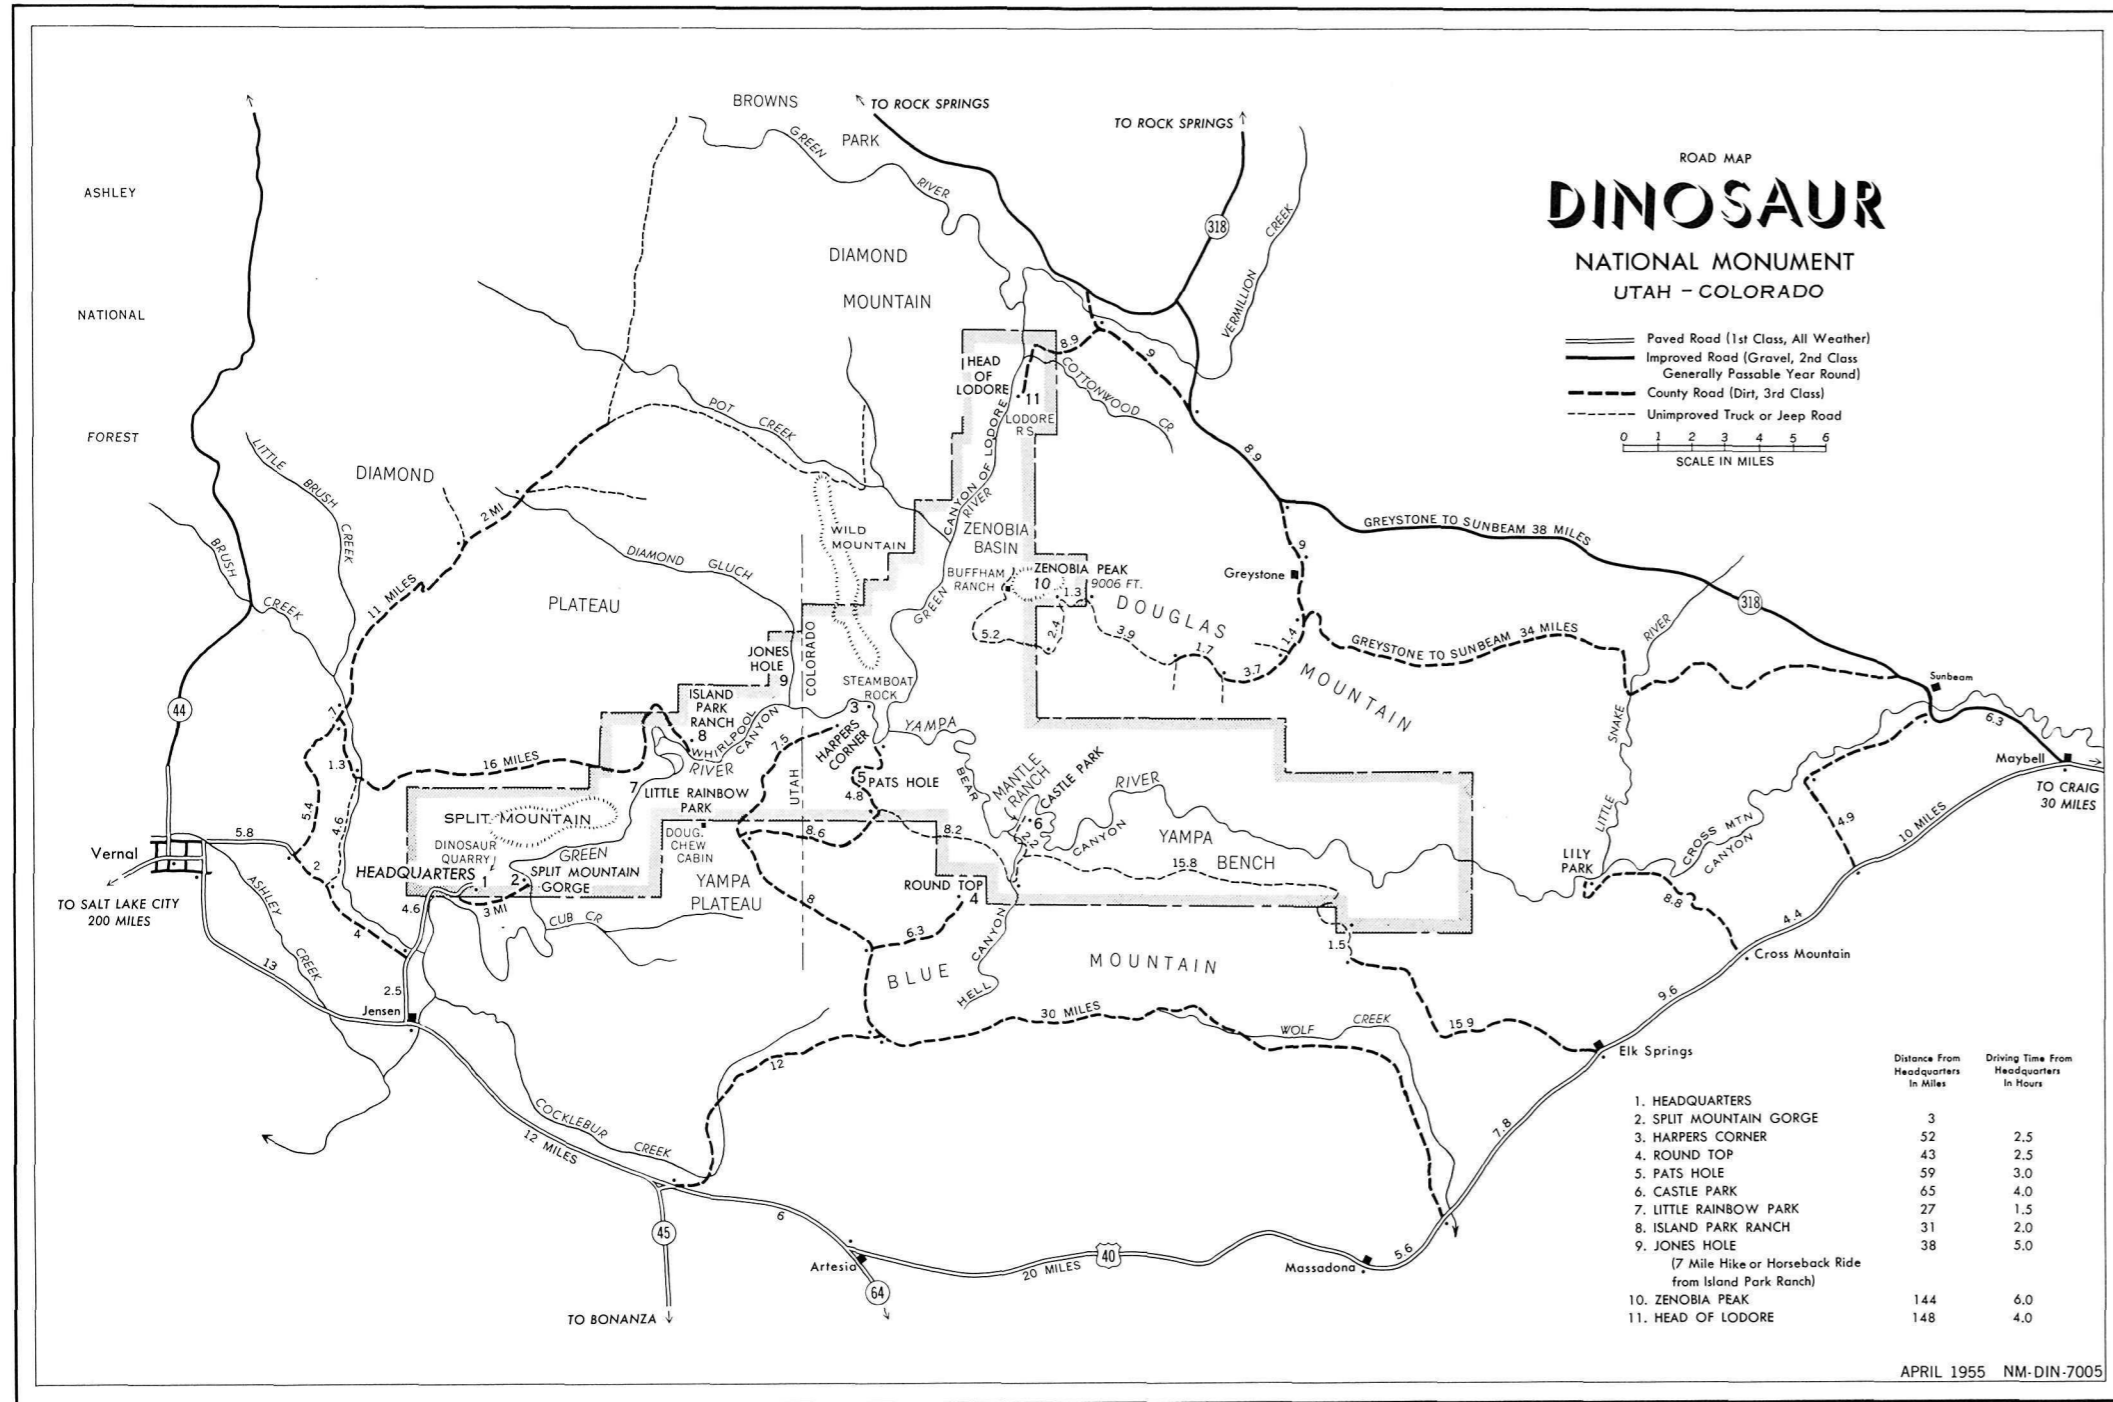 ROAD MAP
DINOSAUR
NATIONAL MONUMENT
UTAH – COLORADO
Paved Road (1st Class, All Weather)
Improved Road (Gravel, 2nd Class
Generally Passable Year Round)
County Road (Dirt, 3rd Class)
Unimproved Truck or Jeep Road
0 1 2 3 4 5 6
SCALE IN MILES
BROWNS
PARK
TO ROCK SPRINGS
TO ROCK SPRINGS
GREEN
RIVER
318
VERMILLION
CREEK
ASHLEY
NATIONAL
FOREST
DIAMOND
MOUNTAIN
HEAD
OF
LODORE
8.9
9
COTTONWOOD CR
11
LODORE
R.S.
CANYON OF LODORE
RIVER
POT CREEK
LITTLE
BRUSH
CREEK
BRUSH
CREEK
DIAMOND
2 MI
11 MILES
DIAMOND GLUCH
PLATEAU
WILD
MOUNTAIN
ZENOBIA
BASIN
BUFFHAM
RANCH
ZENOBIA PEAK
10
9006 FT.
1.3
GREEN
5.2
2.4
3.9
1.7
3.7
1.4
DOUGLAS
MOUNTAIN
8.9
9
Greystone
GREYSTONE TO SUNBEAM 38 MILES
318
GREYSTONE TO SUNBEAM 34 MILES
LITTLE
SNAKE
RIVER
Sunbeam
6.3
Maybell
TO CRAIG
30 MILES
10 MILES
4.9
CROSS MTN
CANYON
LILY
PARK
8.8
4.4
Cross Mountain
9.6
JONES
HOLE
9
COLORADO
UTAH
STEAMBOAT
ROCK
3
HARPERS
CORNER
ISLAND
PARK
RANCH
8
WHIRLPOOL
CANYON
RIVER
7.5
5
PATS HOLE
4.8
YAMPA
BEAR
MANTLE
RANCH
CASTLE PARK
6
2.2
RIVER
CANYON
YAMPA
BENCH
15.8
8.2
8.6
44
.7
1.3
16 MILES
5.4
4.6
7
LITTLE RAINBOW
PARK
SPLIT MOUNTAIN
DINOSAUR
QUARRY
HEADQUARTERS
1
2
SPLIT MOUNTAIN
GORGE
GREEN
3 MI
4.6
DOUG.
CHEW
CABIN
YAMPA
PLATEAU
CUB CR
5.8
2
4
Vernal
TO SALT LAKE CITY
200 MILES
ASHLEY
CREEK
13
2.5
Jensen
8
ROUND TOP
4
6.3
BLUE
MOUNTAIN
HELL
CANYON
1.5
15.9
30 MILES
WOLF
CREEK
12
Elk Springs
7.8
COCKLEBUR
CREEK
12 MILES
45
TO BONANZA
6
Artesia
64
20 MILES
40
Massadona
5.6
Distance From
Headquarters
In Miles
Driving Time From
Headquarters
In Hours
1. HEADQUARTERS
2. SPLIT MOUNTAIN GORGE 3
3. HARPERS CORNER 52 2.5
4. ROUND TOP 43 2.5
5. PATS HOLE 59 3.0
6. CASTLE PARK 65 4.0
7. LITTLE RAINBOW PARK 27 1.5
8. ISLAND PARK RANCH 31 2.0
9. JONES HOLE 38 5.0
(7 Mile Hike or Horseback Ride
from Island Park Ranch)
10. ZENOBIA PEAK 144 6.0
11. HEAD OF LODORE 148 4.0
APRIL 1955 NM-DIN-7005